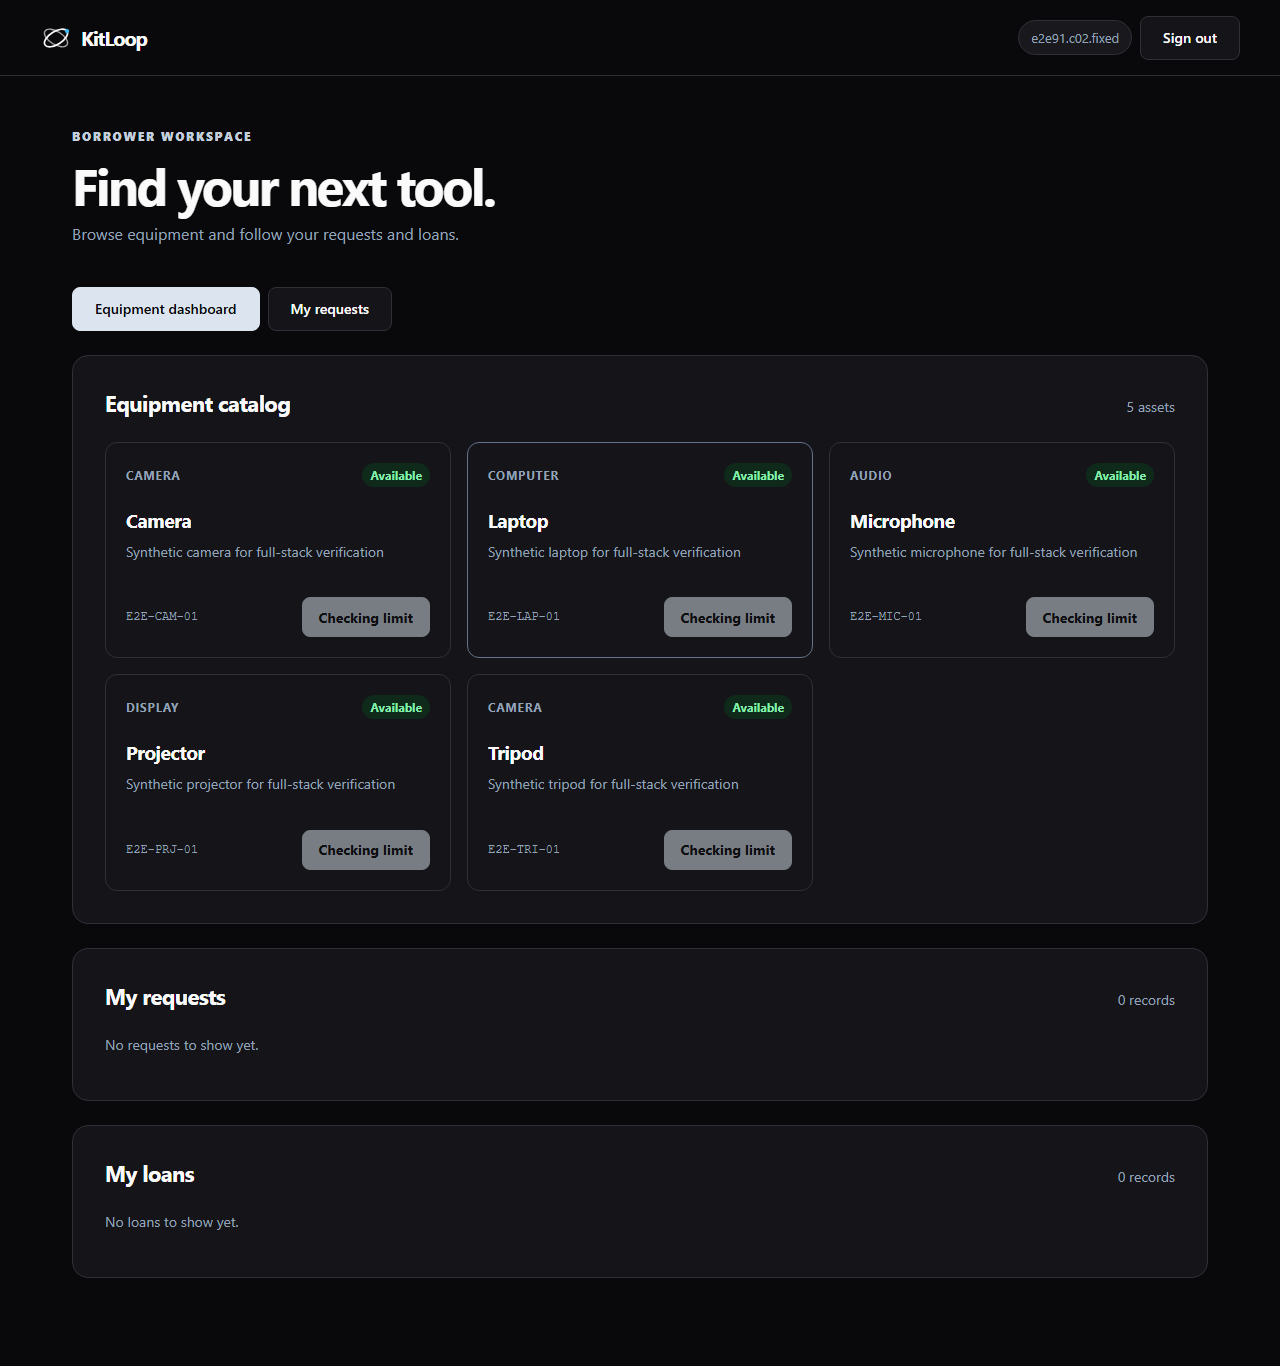 KitLoop
e2e91.c02.fixed
Sign out
BORROWER WORKSPACE
Find your next tool.
Browse equipment and follow your requests and loans.
Equipment dashboard
My requests
Equipment catalog
5 assets
CAMERA
Available
Camera
Synthetic camera for full-stack verification
E2E-CAM-01
Checking limit
COMPUTER
Available
Laptop
Synthetic laptop for full-stack verification
E2E-LAP-01
Checking limit
AUDIO
Available
Microphone
Synthetic microphone for full-stack verification
E2E-MIC-01
Checking limit
DISPLAY
Available
Projector
Synthetic projector for full-stack verification
E2E-PRJ-01
Checking limit
CAMERA
Available
Tripod
Synthetic tripod for full-stack verification
E2E-TRI-01
Checking limit
My requests
0 records
No requests to show yet.
My loans
0 records
No loans to show yet.